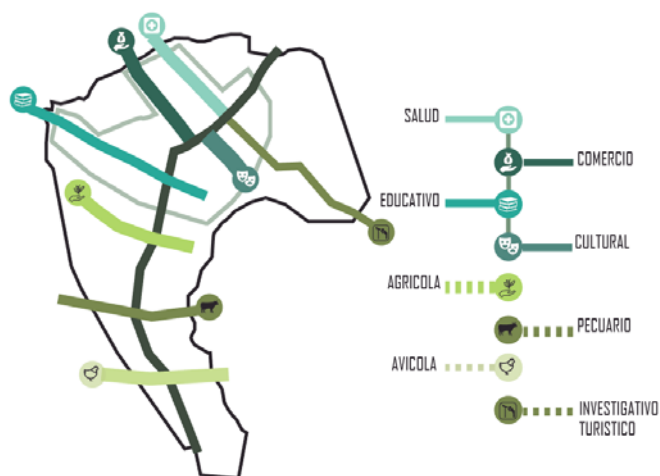 SALUD
COMERCIO
EDUCATIVO
CULTURAL
AGRICOLA
PECUARIO
AVICOLA
INVESTIGATIVO
TURISTICO